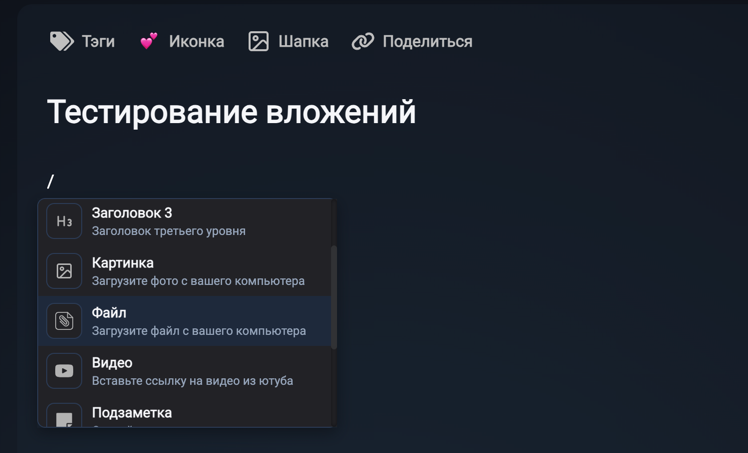 Тэги Иконка Шапка Поделиться
Тестирование вложений
/
H3 Заголовок 3
Заголовок третьего уровня
Картинка
Загрузите фото с вашего компьютера
Файл
Загрузите файл с вашего компьютера
Видео
Вставьте ссылку на видео из ютуба
Подзаметка